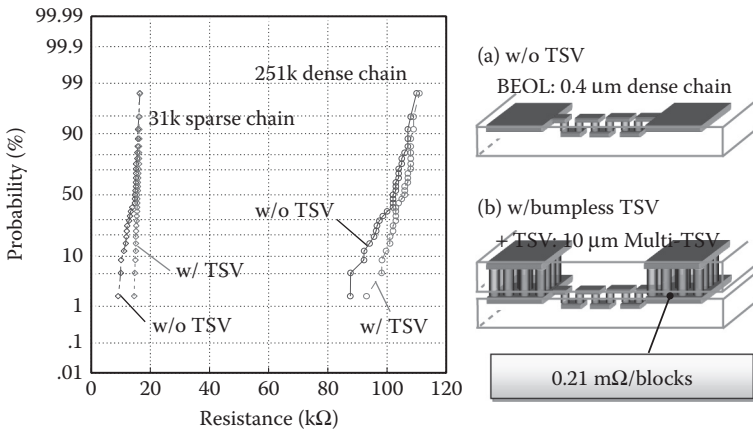 99.99
99.9
99
90
50
10
1
.1
.01
Probability (%)
0
20
40
60
80
100
120
Resistance (kΩ)
251k dense chain
31k sparse chain
w/o TSV
w/ TSV
w/o TSV
w/ TSV
(a) w/o TSV
BEOL: 0.4 µm dense chain
(b) w/bumpless TSV
+ TSV: 10 µm Multi-TSV
0.21 mΩ/blocks